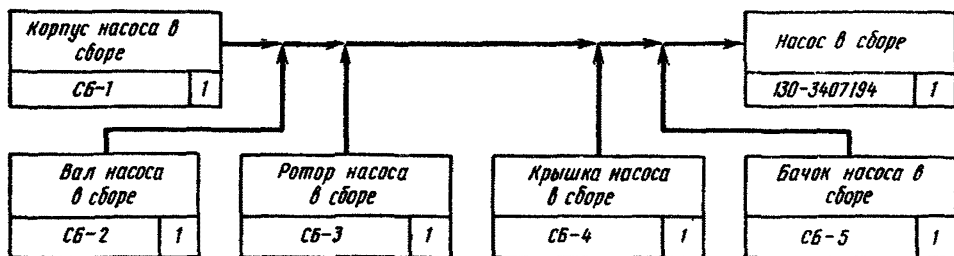 Корпус насоса в
сборе
СБ-1 1
Насос в сборе
130-3407194 1
Вал насоса
в сборе
СБ-2 1
Ротор насоса
в сборе
СБ-3 1
Крышка насоса
в сборе
СБ-4 1
Бачок насоса в
сборе
СБ-5 1